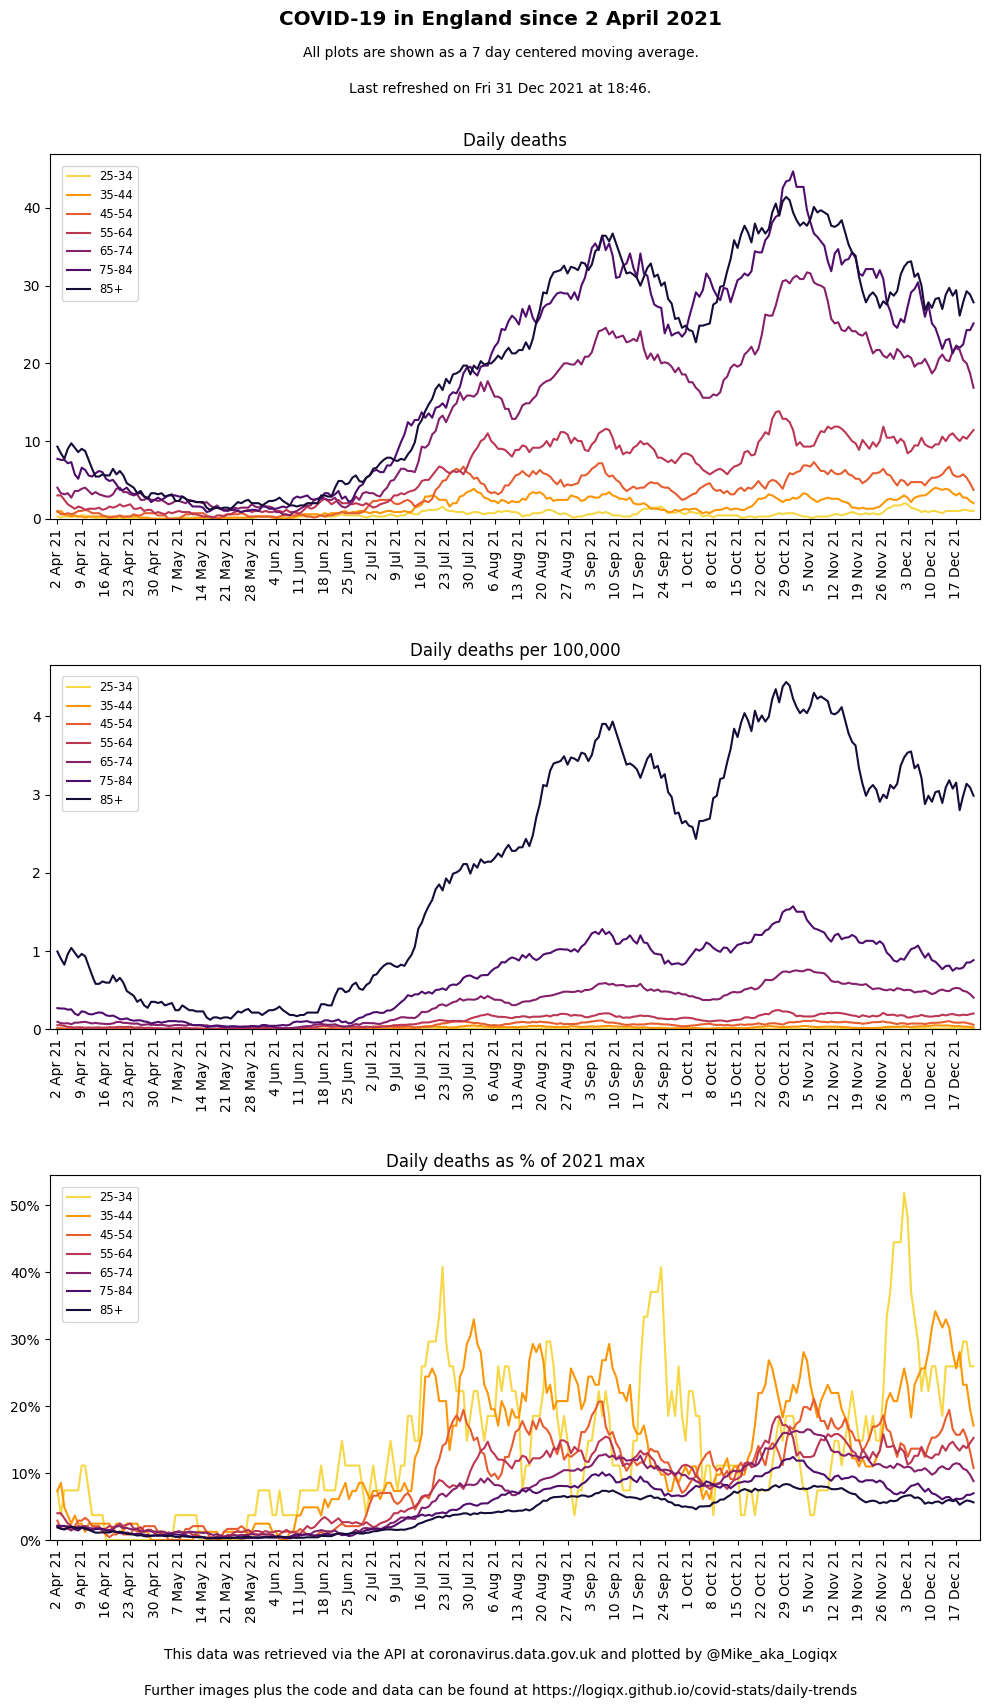 COVID-19 in England since 2 April 2021
All plots are shown as a 7 day centered moving average.
Last refreshed on Fri 31 Dec 2021 at 18:46.
Daily deaths
25-34
35-44
45-54
55-64
65-74
75-84
85+
40
30
20
10
0
2 Apr 21
9 Apr 21
16 Apr 21
23 Apr 21
30 Apr 21
7 May 21
14 May 21
21 May 21
28 May 21
4 Jun 21
11 Jun 21
18 Jun 21
25 Jun 21
2 Jul 21
9 Jul 21
16 Jul 21
23 Jul 21
30 Jul 21
6 Aug 21
13 Aug 21
20 Aug 21
27 Aug 21
3 Sep 21
10 Sep 21
17 Sep 21
24 Sep 21
1 Oct 21
8 Oct 21
15 Oct 21
22 Oct 21
29 Oct 21
5 Nov 21
12 Nov 21
19 Nov 21
26 Nov 21
3 Dec 21
10 Dec 21
17 Dec 21
Daily deaths per 100,000
25-34
35-44
45-54
55-64
65-74
75-84
85+
4
3
2
1
0
2 Apr 21
9 Apr 21
16 Apr 21
23 Apr 21
30 Apr 21
7 May 21
14 May 21
21 May 21
28 May 21
4 Jun 21
11 Jun 21
18 Jun 21
25 Jun 21
2 Jul 21
9 Jul 21
16 Jul 21
23 Jul 21
30 Jul 21
6 Aug 21
13 Aug 21
20 Aug 21
27 Aug 21
3 Sep 21
10 Sep 21
17 Sep 21
24 Sep 21
1 Oct 21
8 Oct 21
15 Oct 21
22 Oct 21
29 Oct 21
5 Nov 21
12 Nov 21
19 Nov 21
26 Nov 21
3 Dec 21
10 Dec 21
17 Dec 21
Daily deaths as % of 2021 max
25-34
35-44
45-54
55-64
65-74
75-84
85+
50%
40%
30%
20%
10%
0%
2 Apr 21
9 Apr 21
16 Apr 21
23 Apr 21
30 Apr 21
7 May 21
14 May 21
21 May 21
28 May 21
4 Jun 21
11 Jun 21
18 Jun 21
25 Jun 21
2 Jul 21
9 Jul 21
16 Jul 21
23 Jul 21
30 Jul 21
6 Aug 21
13 Aug 21
20 Aug 21
27 Aug 21
3 Sep 21
10 Sep 21
17 Sep 21
24 Sep 21
1 Oct 21
8 Oct 21
15 Oct 21
22 Oct 21
29 Oct 21
5 Nov 21
12 Nov 21
19 Nov 21
26 Nov 21
3 Dec 21
10 Dec 21
17 Dec 21
This data was retrieved via the API at coronavirus.data.gov.uk and plotted by @Mike_aka_Logiqx
Further images plus the code and data can be found at https://logiqx.github.io/covid-stats/daily-trends